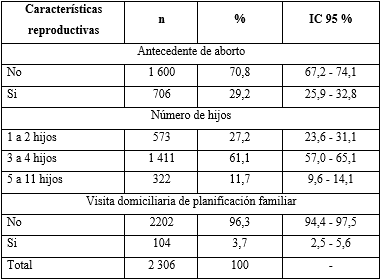 Características reproductivas n % IC 95 %
Antecedente de aborto
No 1 600 70,8 67,2 - 74,1
Si 706 29,2 25,9 - 32,8
Número de hijos
1 a 2 hijos 573 27,2 23,6 - 31,1
3 a 4 hijos 1 411 61,1 57,0 - 65,1
5 a 11 hijos 322 11,7 9,6 - 14,1
Visita domiciliaria de planificación familiar
No 2202 96,3 94,4 - 97,5
Si 104 3,7 2,5 - 5,6
Total 2 306 100 -